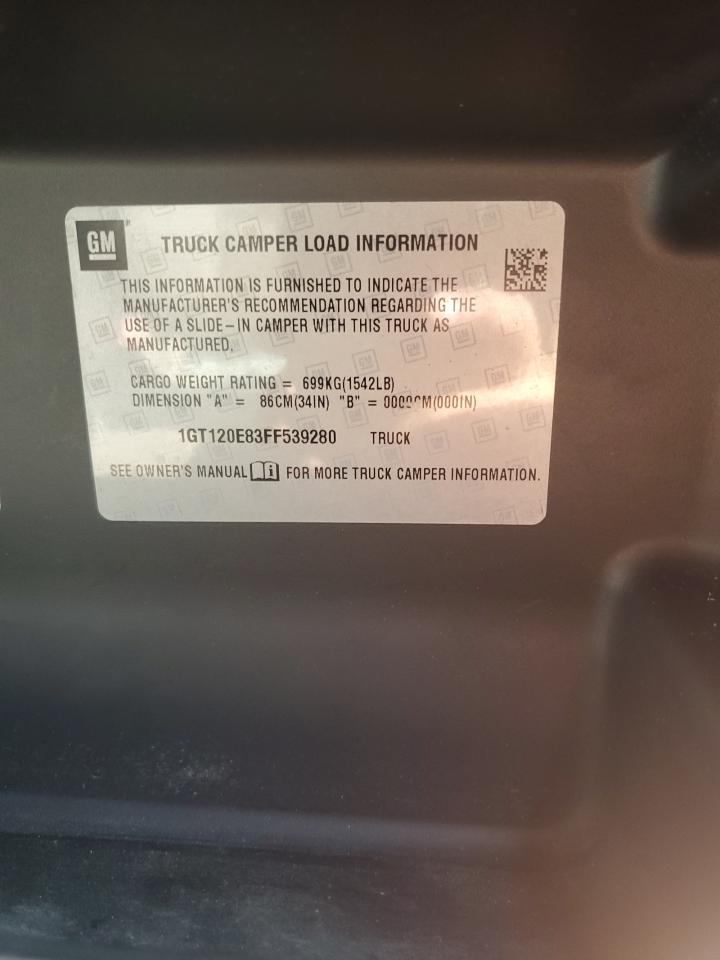 GM
TRUCK CAMPER LOAD INFORMATION
THIS INFORMATION IS FURNISHED TO INDICATE THE
MANUFACTURER'S RECOMMENDATION REGARDING THE
USE OF A SLIDE-IN CAMPER WITH THIS TRUCK AS
MANUFACTURED.
CARGO WEIGHT RATING = 699KG(1542LB)
DIMENSION "A" = 86CM(34IN) "B" = 0000CM(000IN)
1GT120E83FF539280 TRUCK
SEE OWNER'S MANUAL FOR MORE TRUCK CAMPER INFORMATION.